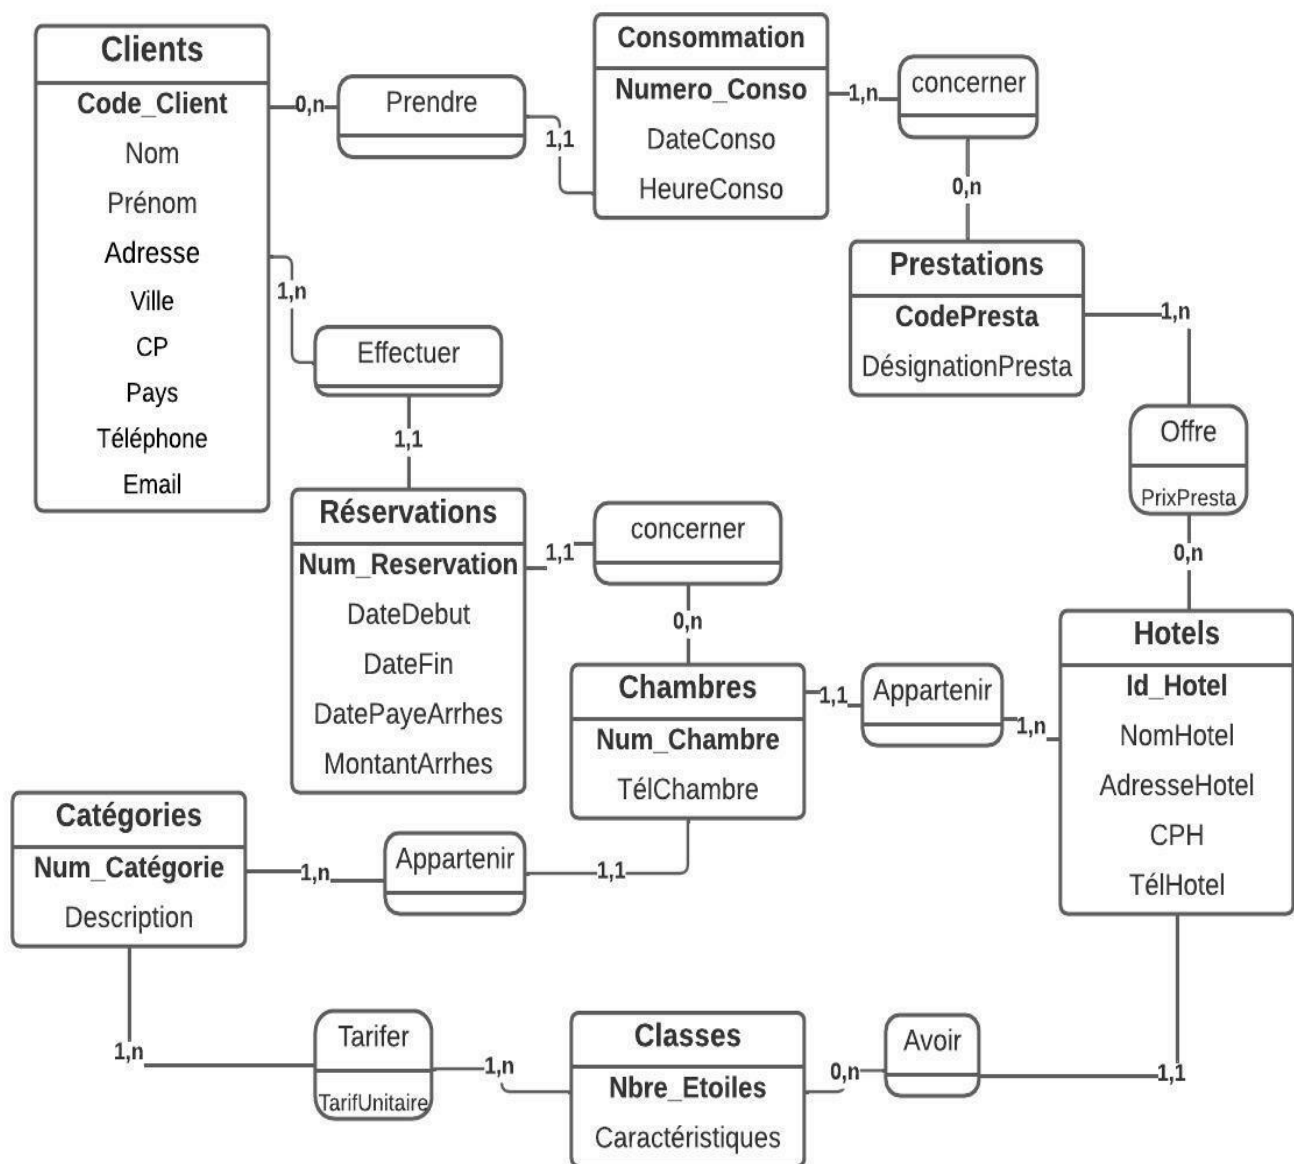 Clients
Code_Client
Nom
Prénom
Adresse
Ville
CP
Pays
Téléphone
Email
0,n
Prendre
1,1
Consommation
Numero_Conso
DateConso
HeureConso
1,n
concerner
0,n
Prestations
CodePresta
DésignationPresta
1,n
Offre
PrixPresta
0,n
1,n
Effectuer
1,1
Réservations
Num_Reservation
DateDebut
DateFin
DatePayeArrhes
MontantArrhes
1,1
concerner
0,n
Chambres
Num_Chambre
TélChambre
1,1
Appartenir
1,n
Hotels
Id_Hotel
NomHotel
AdresseHotel
CPH
TélHotel
Catégories
Num_Catégorie
Description
1,n
Appartenir
1,1
1,n
Tarifer
TarifUnitaire
1,n
Classes
Nbre_Etoiles
Caractéristiques
0,n
Avoir
1,1